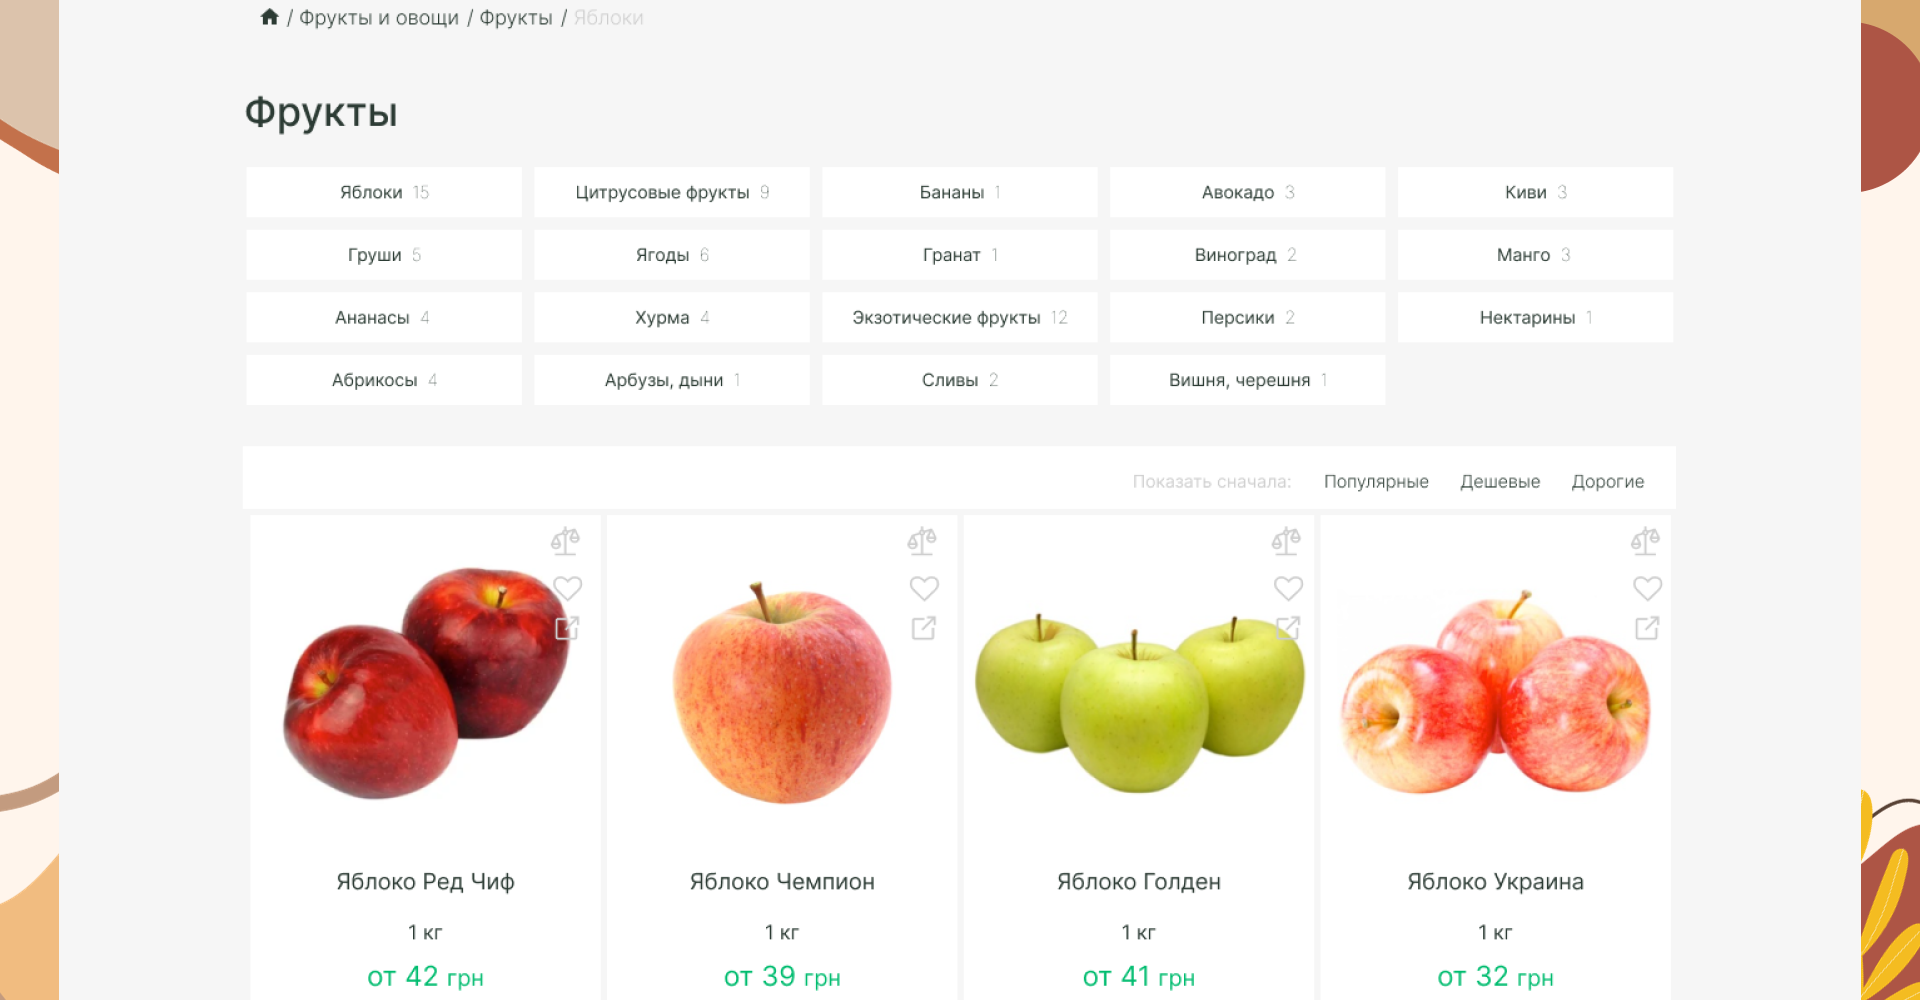 / Фрукты и овощи / Фрукты / Яблоки
Фрукты
Яблоки 15
Цитрусовые фрукты 9
Бананы 1
Авокадо 3
Киви 3
Груши 5
Ягоды 6
Гранат 1
Виноград 2
Манго 3
Ананасы 4
Хурма 4
Экзотические фрукты 12
Персики 2
Нектарины 1
Абрикосы 4
Арбузы, дыни 1
Сливы 2
Вишня, черешня 1
Показать сначала: Популярные Дешевые Дорогие
Яблоко Ред Чиф
1 кг
от 42 грн
Яблоко Чемпион
1 кг
от 39 грн
Яблоко Голден
1 кг
от 41 грн
Яблоко Украина
1 кг
от 32 грн